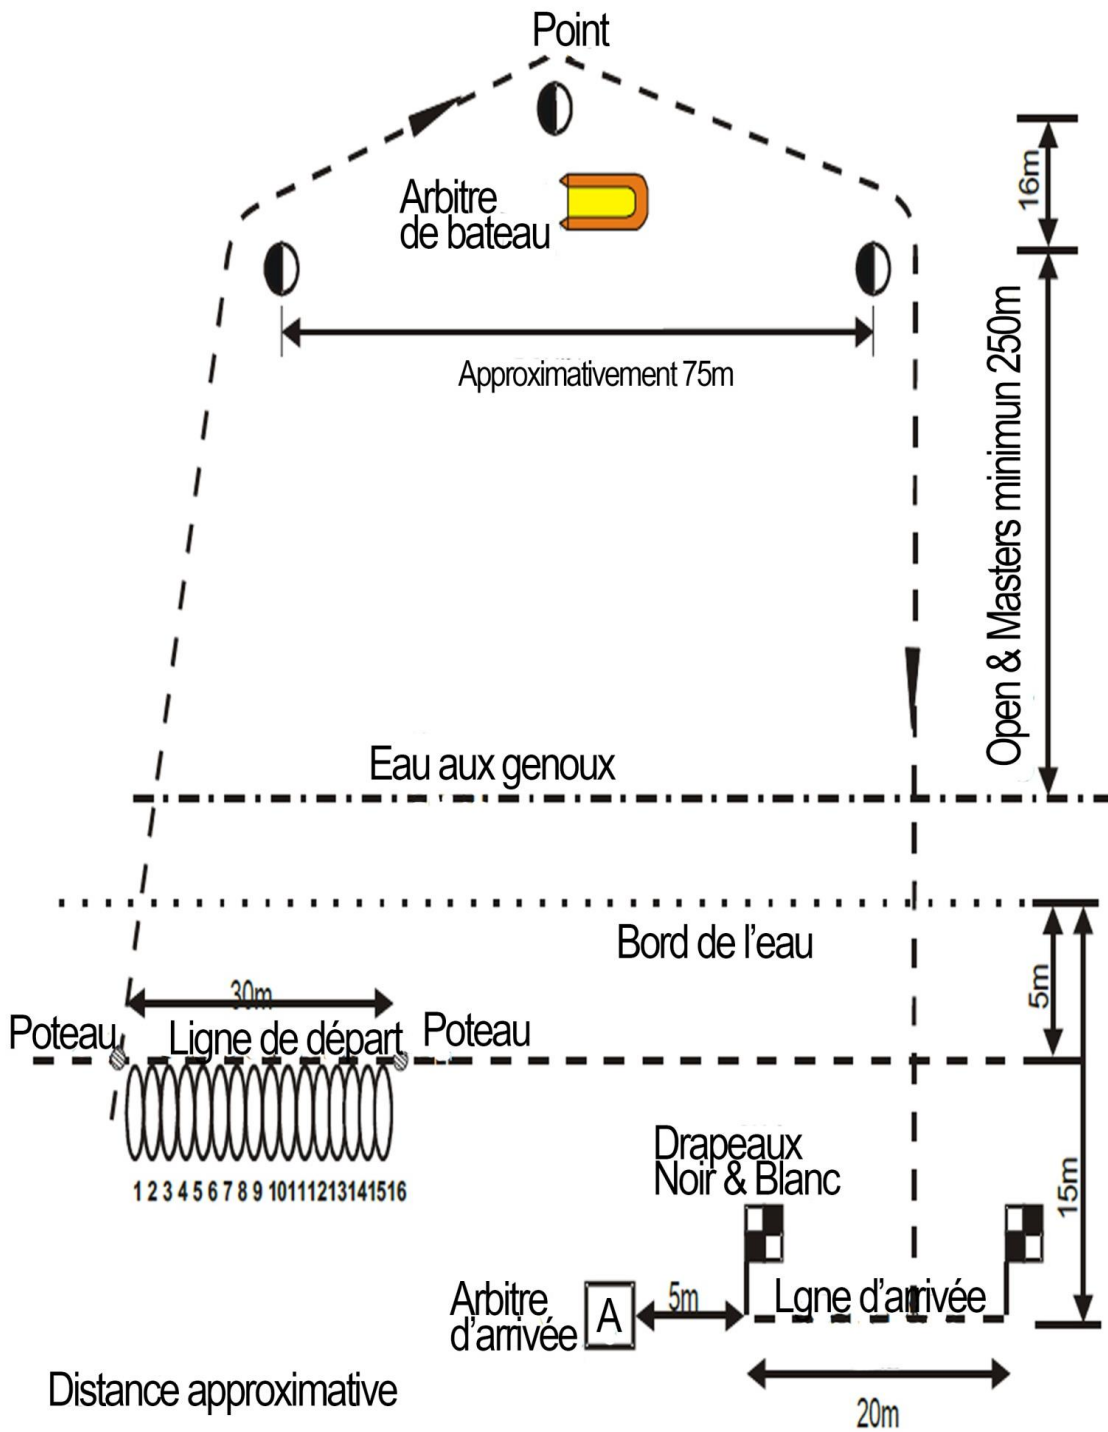 Point
16m
Arbitre
de bateau
Approximativement 75m
Open & Masters minimun 250m
Eau aux genoux
Bord de l'eau
5m
30m
Poteau
Ligne de départ
Poteau
1 2 3 4 5 6 7 8 9 10 11 12 13 14 15 16
15m
Drapeaux
Noir & Blanc
Arbitre
d'arrivée
A
5m
Lgne d'arrivée
Distance approximative
20m